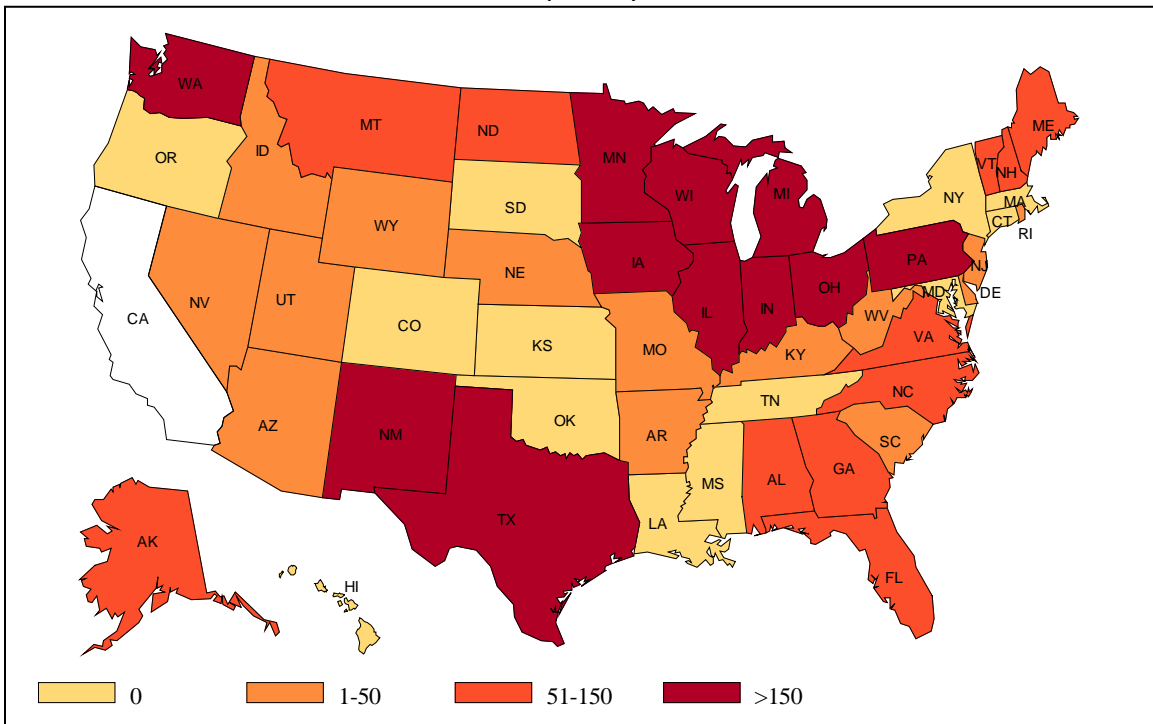 WA
MT
ND
MN
ME
OR
ID
WI
MI
VT
NH
SD
NY
MA
WY
CT
RI
IA
PA
NE
NJ
NV
UT
IL
IN
OH
MD
DE
CA
CO
WV
KS
MO
KY
VA
TN
NC
AZ
NM
OK
AR
SC
MS
AL
GA
TX
LA
AK
HI
FL
0 1-50 51-150 >150